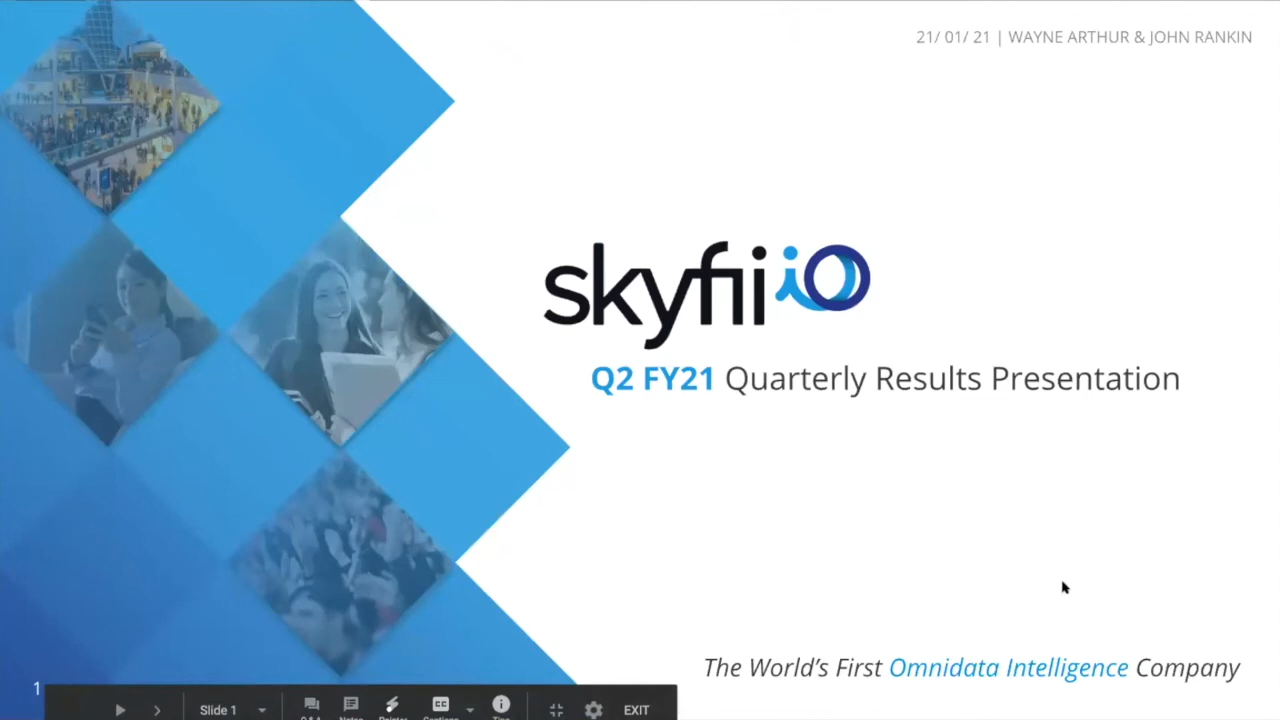 21/ 01/ 21 | WAYNE ARTHUR & JOHN RANKIN
skyfii iO
Q2 FY21 Quarterly Results Presentation
The World's First Omnidata Intelligence Company
1
Slide 1
EXIT